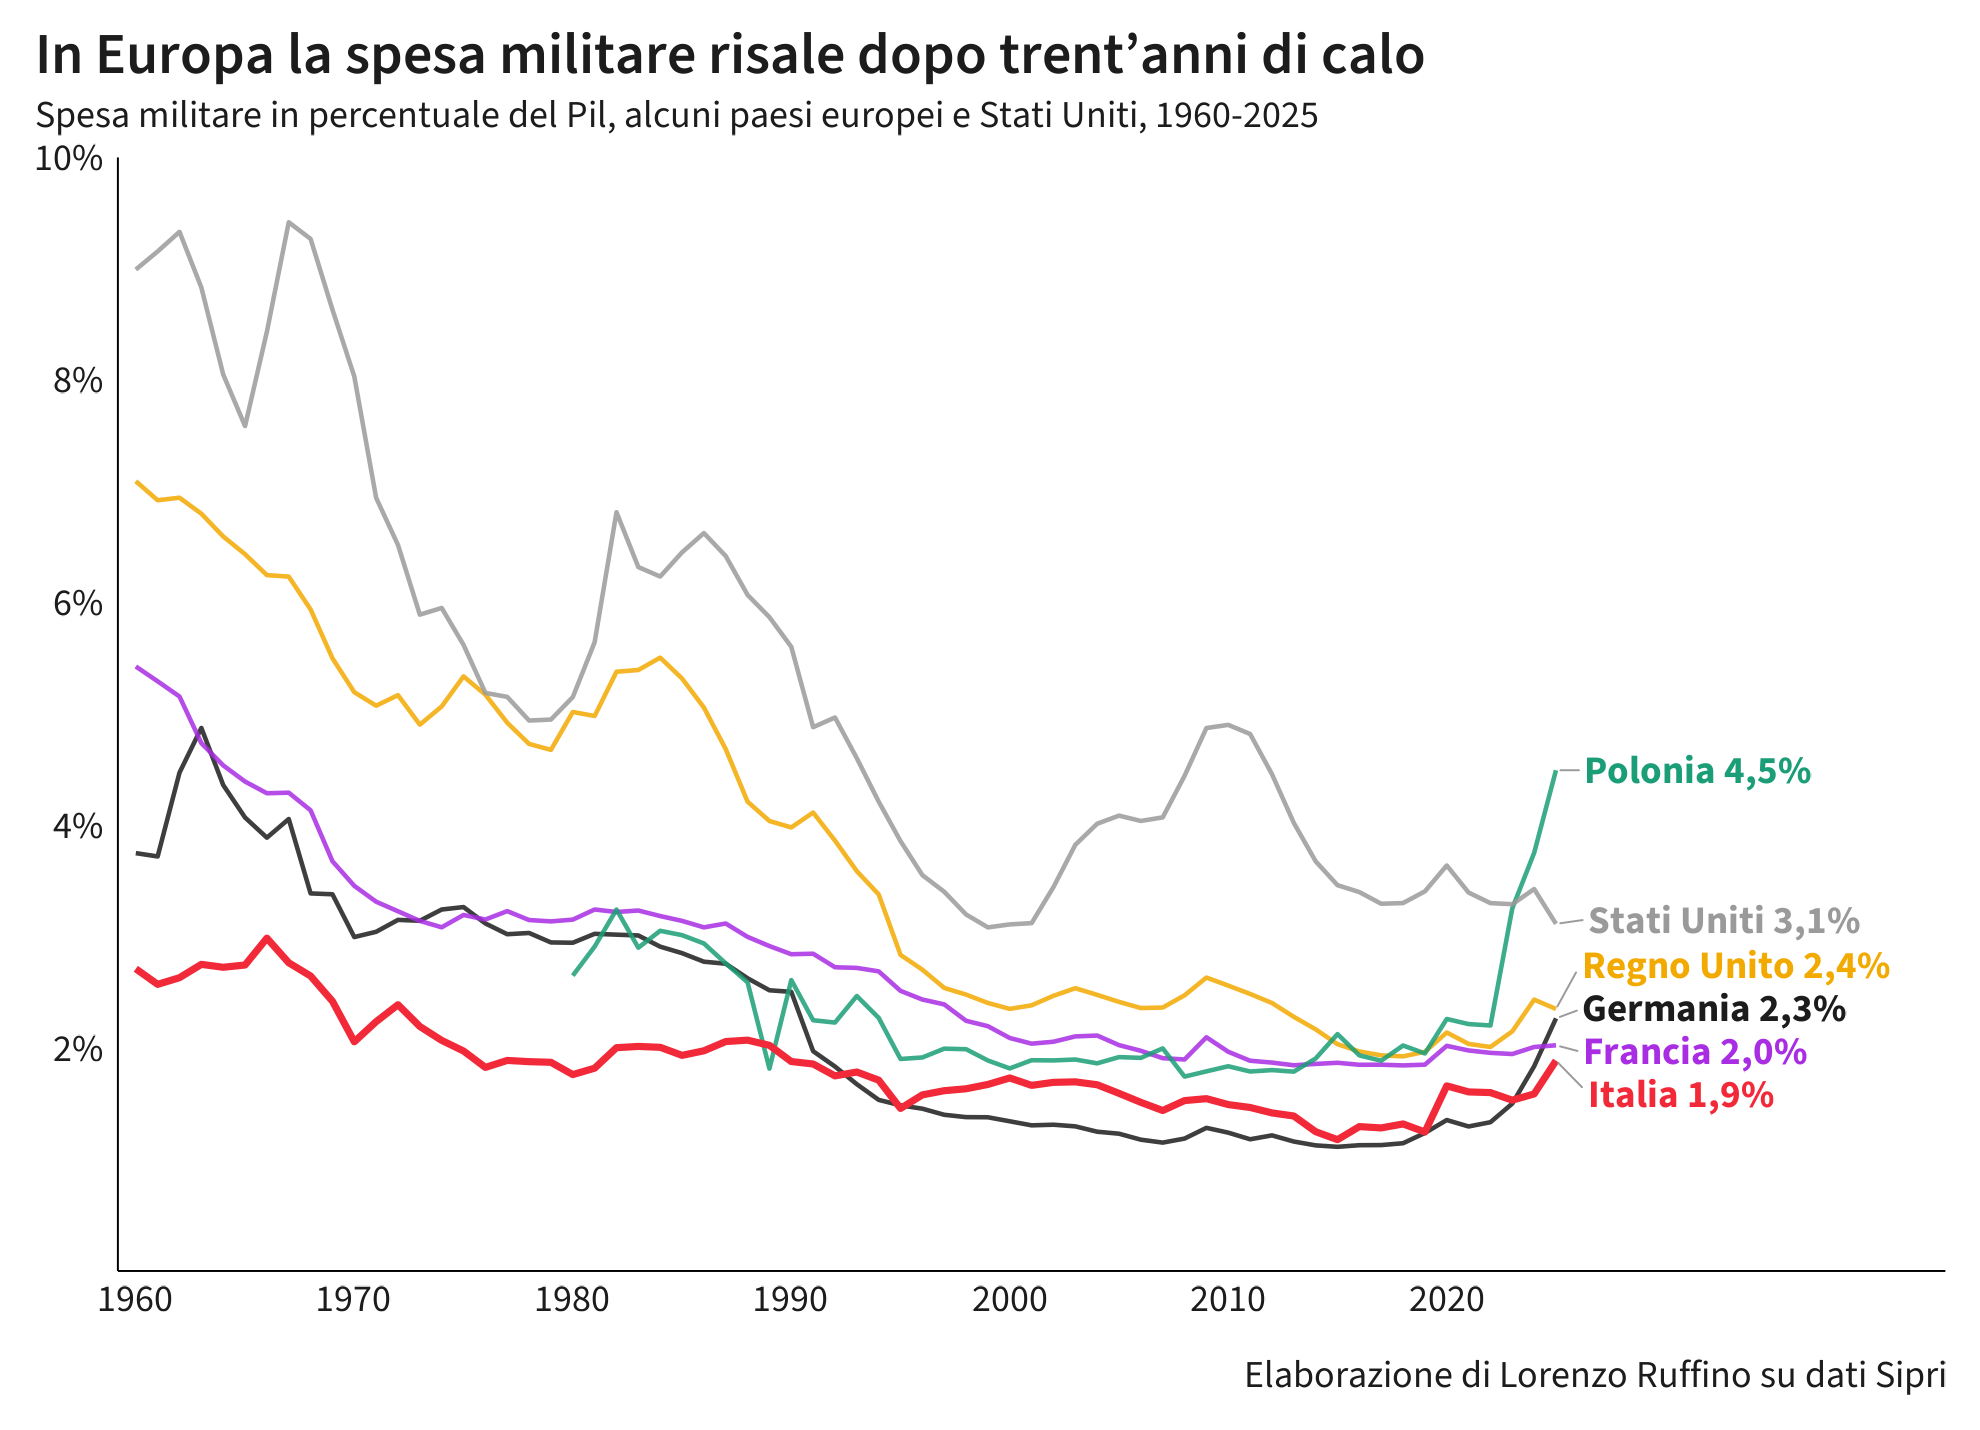 In Europa la spesa militare risale dopo trent’anni di calo
Spesa militare in percentuale del Pil, alcuni paesi europei e Stati Uniti, 1960-2025
10%
8%
6%
4%
2%
Polonia 4,5%
Stati Uniti 3,1%
Regno Unito 2,4%
Germania 2,3%
Francia 2,0%
Italia 1,9%
1960 1970 1980 1990 2000 2010 2020
Elaborazione di Lorenzo Ruffino su dati Sipri